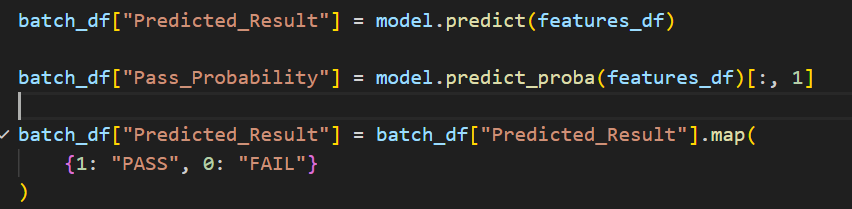 batch_df["Predicted_Result"] = model.predict(features_df)
batch_df["Pass_Probability"] = model.predict_proba(features_df)[:, 1]
batch_df["Predicted_Result"] = batch_df["Predicted_Result"].map(
    {1: "PASS", 0: "FAIL"}
)